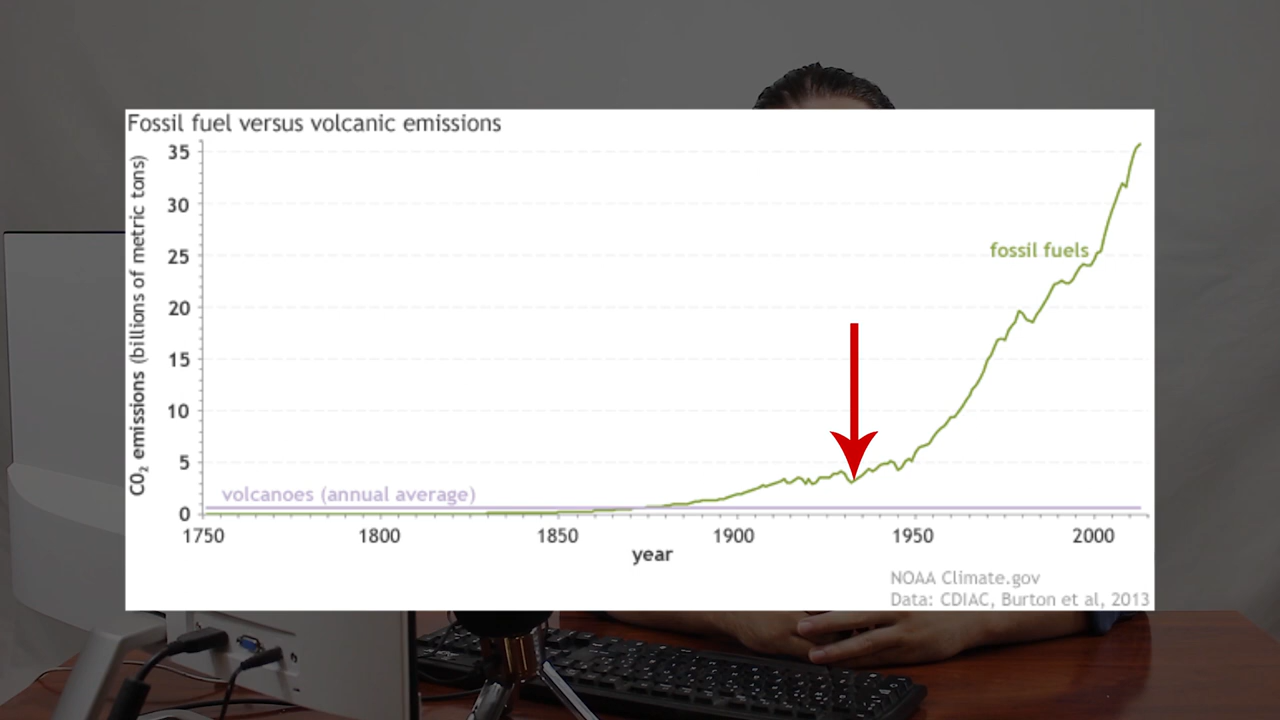 Fossil fuel versus volcanic emissions
CO₂ emissions (billions of metric tons)
35
30
25
20
15
10
5
0
fossil fuels
volcanoes (annual average)
1750 1800 1850 1900 1950 2000
year
NOAA Climate.gov
Data: CDIAC, Burton et al, 2013